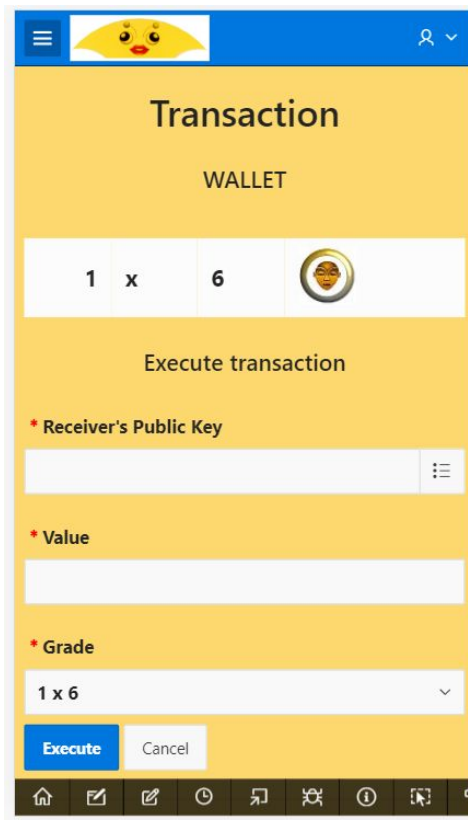 Transaction
WALLET
1 x 6
Execute transaction
* Receiver's Public Key
* Value
* Grade
1 x 6
Execute Cancel